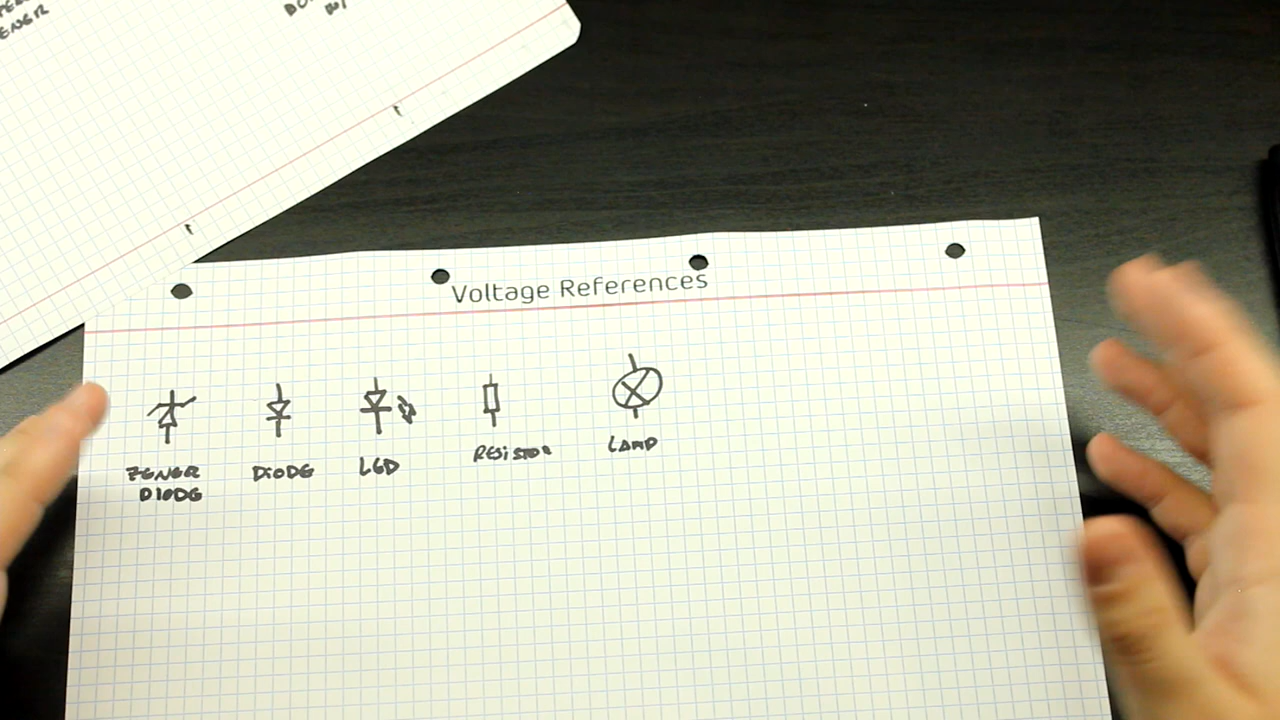 Voltage References
ZENER
DIODE
DIODE
LED
RESISTOR
LAMP